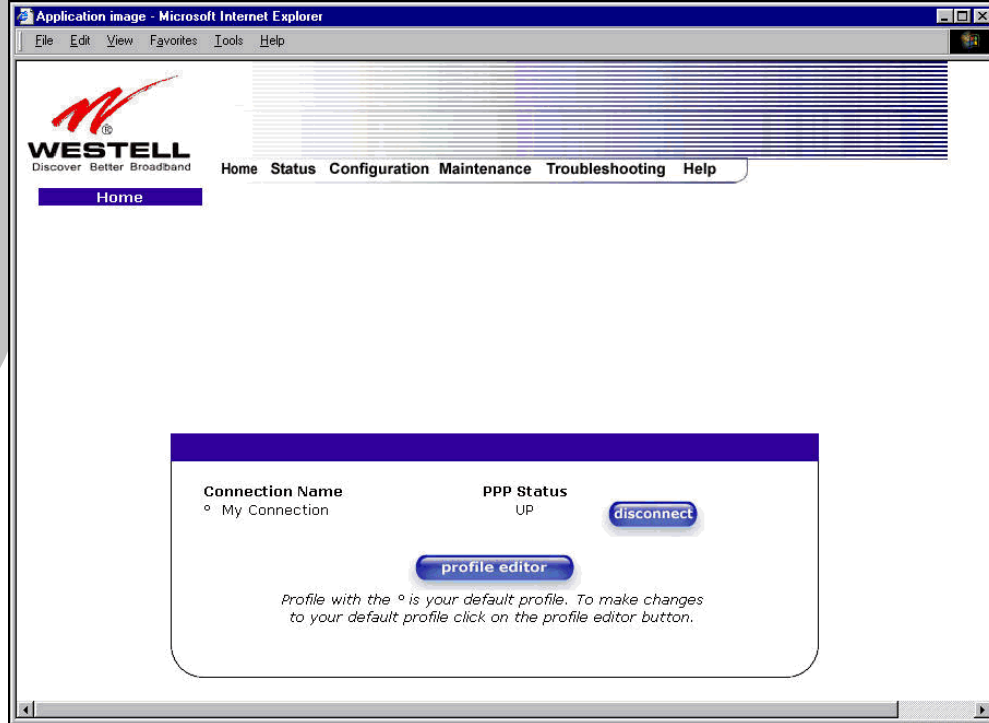 Application image - Microsoft Internet Explorer
File Edit View Favorites Tools Help
®
WESTELL
Discover Better Broadband
Home Status Configuration Maintenance Troubleshooting Help
Home
Connection Name PPP Status
° My Connection UP disconnect
profile editor
Profile with the ° is your default profile. To make changes
to your default profile click on the profile editor button.